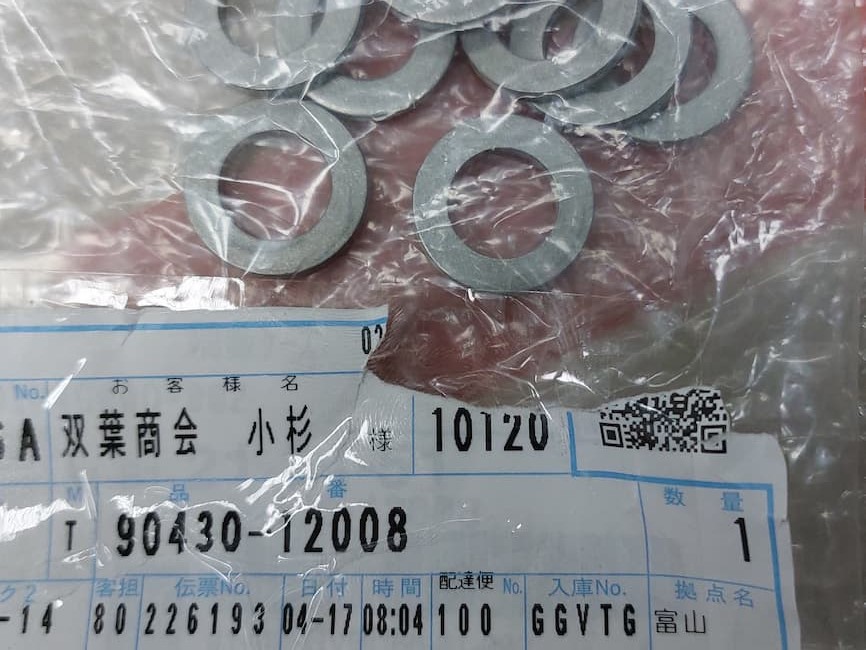 02
No. お客様名
A 双葉商会 小杉 様 10120
M 品番 数量
T 90430-12008 1
ク2 客担 伝票No. 日付 時間 配達便 No. 入庫No. 拠点名
-14 80 226193 04-17 08:04 100 GGVTG 富山